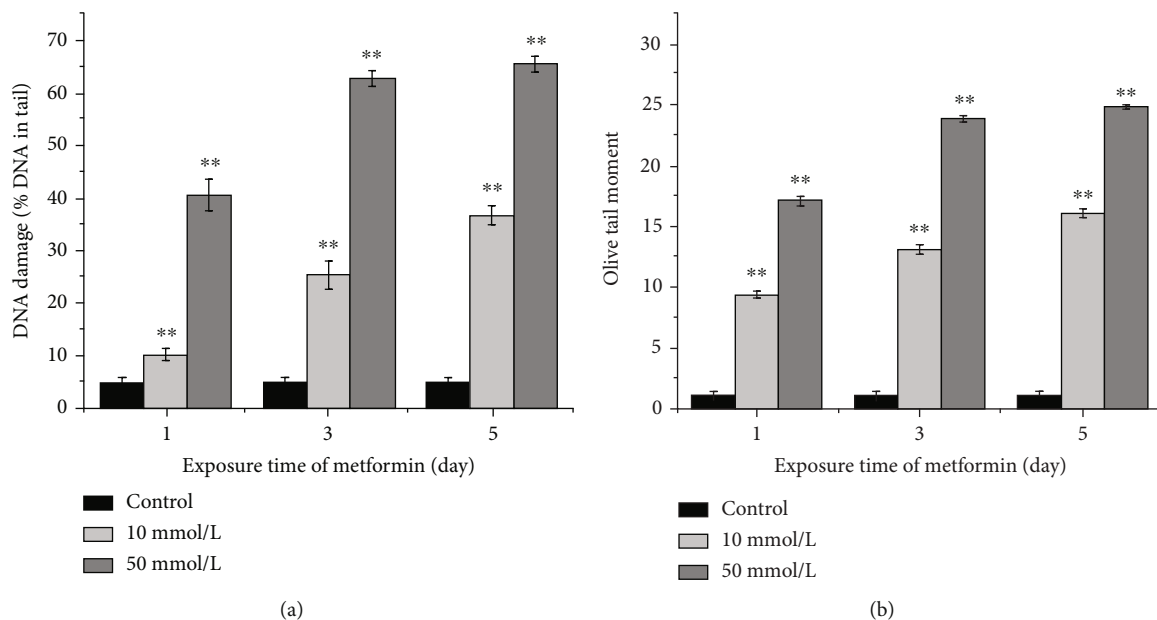 DNA damage (% DNA in tail)
70
60
50
40
30
20
10
0
**
**
**
**
**
**
1
3
5
Exposure time of metformin (day)
Control
10 mmol/L
50 mmol/L
(a)
Olive tail moment
30
25
20
15
10
5
0
**
**
**
**
**
**
1
3
5
Exposure time of metformin (day)
Control
10 mmol/L
50 mmol/L
(b)